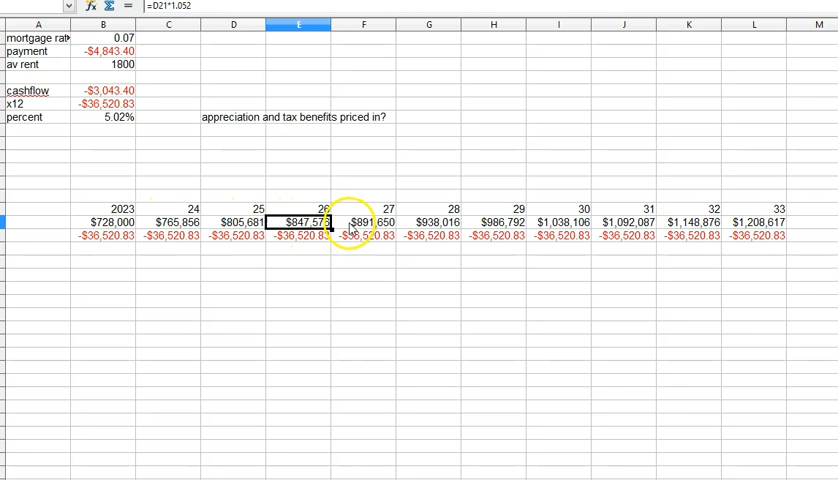 =D21*1.052
A B C D E F G H I J K L M
mortgage rat 0.07
payment -$4,843.40
av rent 1800
cashflow -$3,043.40
x12 -$36,520.83
percent 5.02% appreciation and tax benefits priced in?
2023 24 25 26 27 28 29 30 31 32 33
$728,000 $765,856 $805,681 $847,576 $891,650 $938,016 $986,792 $1,038,106 $1,092,087 $1,148,876 $1,208,617
-$36,520.83 -$36,520.83 -$36,520.83 -$36,520.83 -$36,520.83 -$36,520.83 -$36,520.83 -$36,520.83 -$36,520.83 -$36,520.83 -$36,520.83